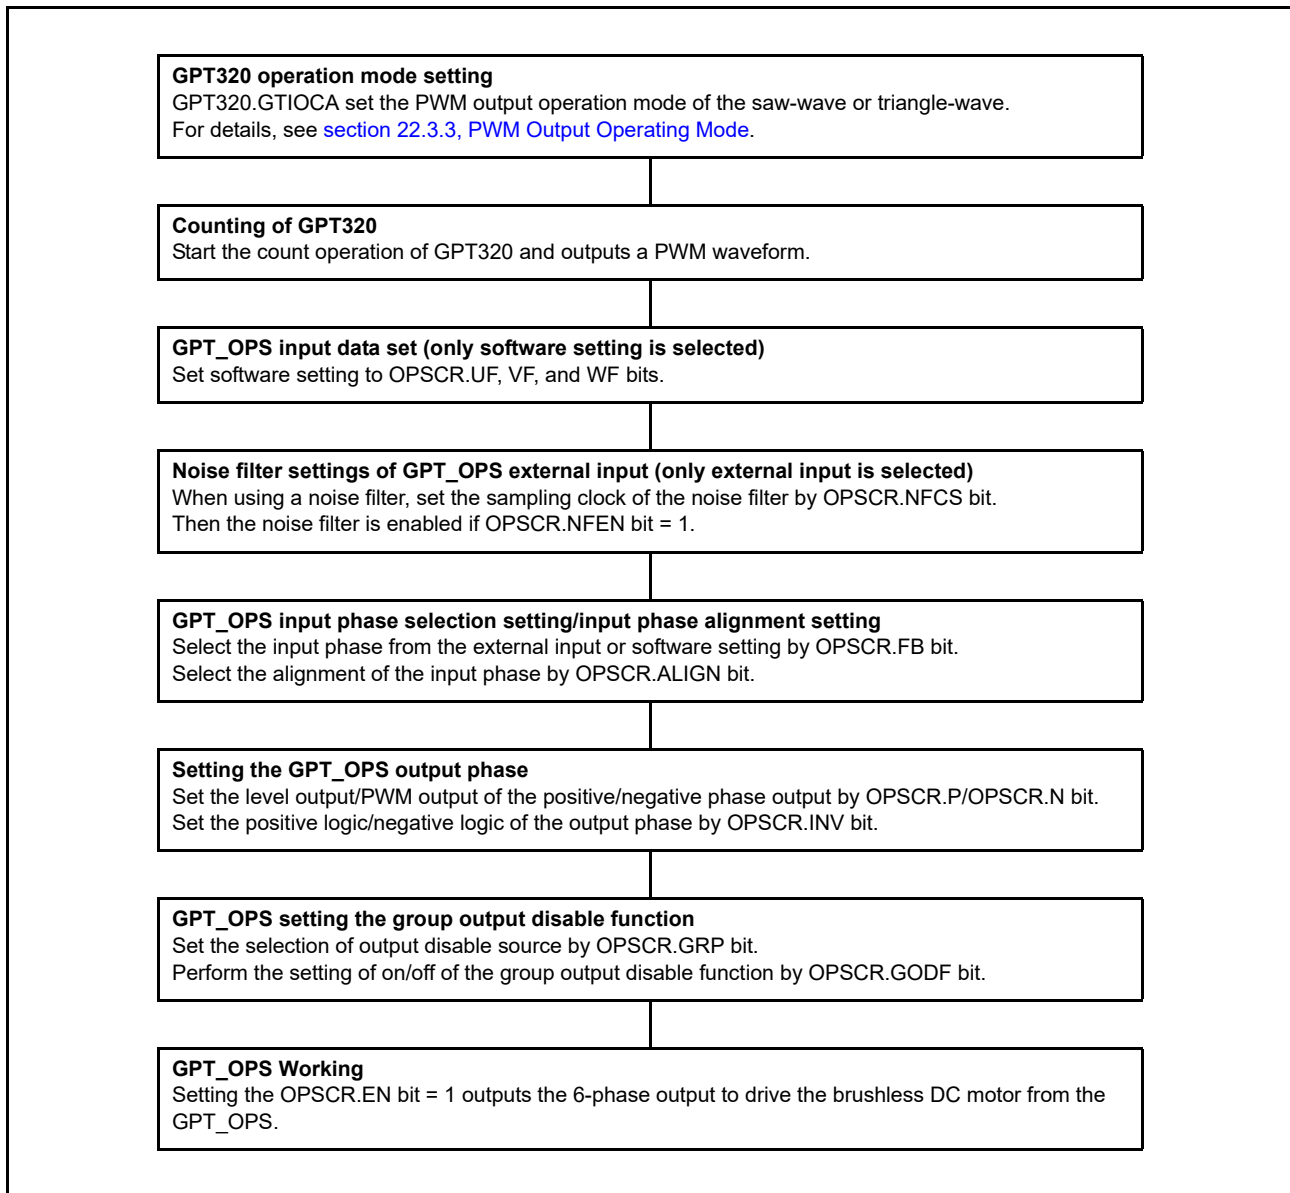 GPT320 operation mode setting
GPT320.GTIOCA set the PWM output operation mode of the saw-wave or triangle-wave.
For details, see section 22.3.3, PWM Output Operating Mode.
Counting of GPT320
Start the count operation of GPT320 and outputs a PWM waveform.
GPT_OPS input data set (only software setting is selected)
Set software setting to OPSCR.UF, VF, and WF bits.
Noise filter settings of GPT_OPS external input (only external input is selected)
When using a noise filter, set the sampling clock of the noise filter by OPSCR.NFCS bit.
Then the noise filter is enabled if OPSCR.NFEN bit = 1.
GPT_OPS input phase selection setting/input phase alignment setting
Select the input phase from the external input or software setting by OPSCR.FB bit.
Select the alignment of the input phase by OPSCR.ALIGN bit.
Setting the GPT_OPS output phase
Set the level output/PWM output of the positive/negative phase output by OPSCR.P/OPSCR.N bit.
Set the positive logic/negative logic of the output phase by OPSCR.INV bit.
GPT_OPS setting the group output disable function
Set the selection of output disable source by OPSCR.GRP bit.
Perform the setting of on/off of the group output disable function by OPSCR.GODF bit.
GPT_OPS Working
Setting the OPSCR.EN bit = 1 outputs the 6-phase output to drive the brushless DC motor from the
GPT_OPS.